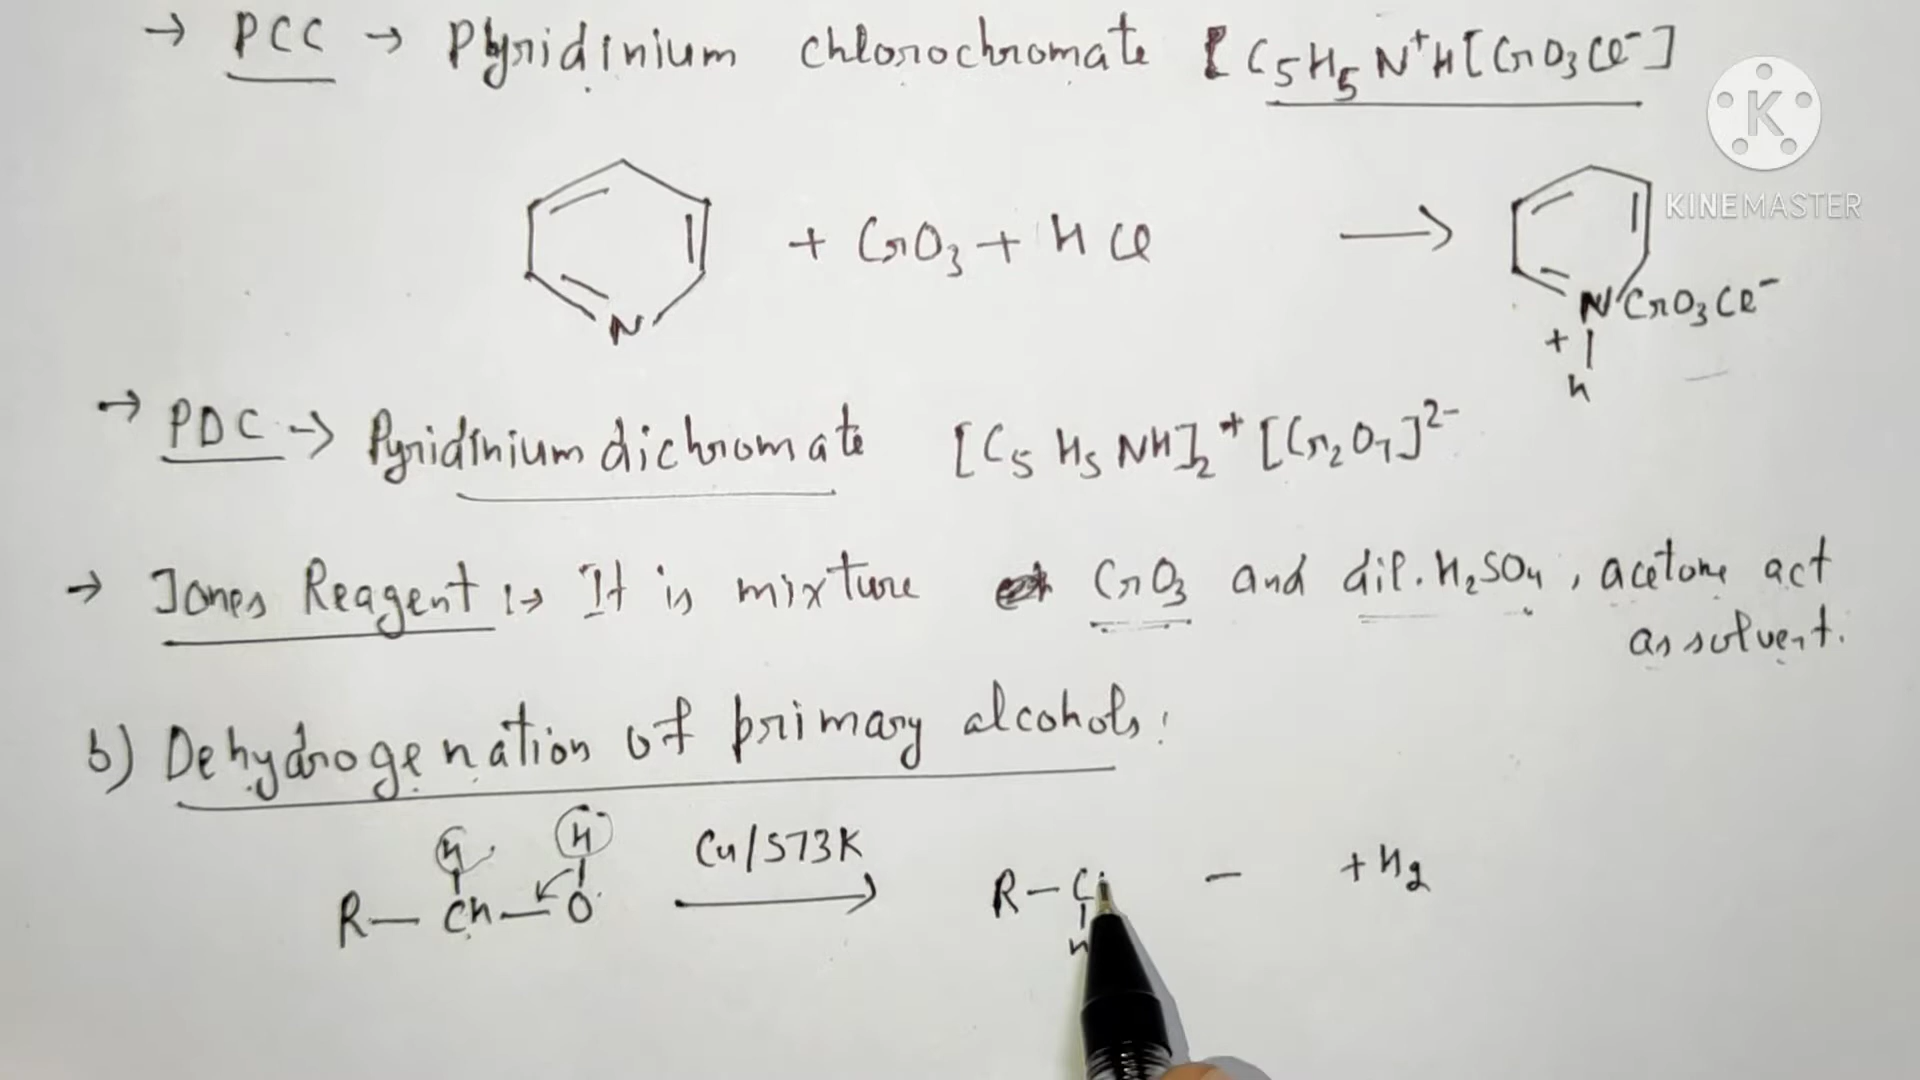 → PCC → Pyridinium chlorochromate [C5H5N⁺H[CrO3Cl⁻]
K
KINEMASTER
N + CrO3 + HCl → N CrO3Cl⁻
+
H
→ PDC → Pyridinium dichromate [C5H5NH]2⁺ [Cr2O7]²⁻
→ Jones Reagent :→ It is mixture of CrO3 and dil. H2SO4, acetone act
as solvent.
b) Dehydrogenation of primary alcohols:
H H
R — CH — O Cu/573K → R — C – + H2
H